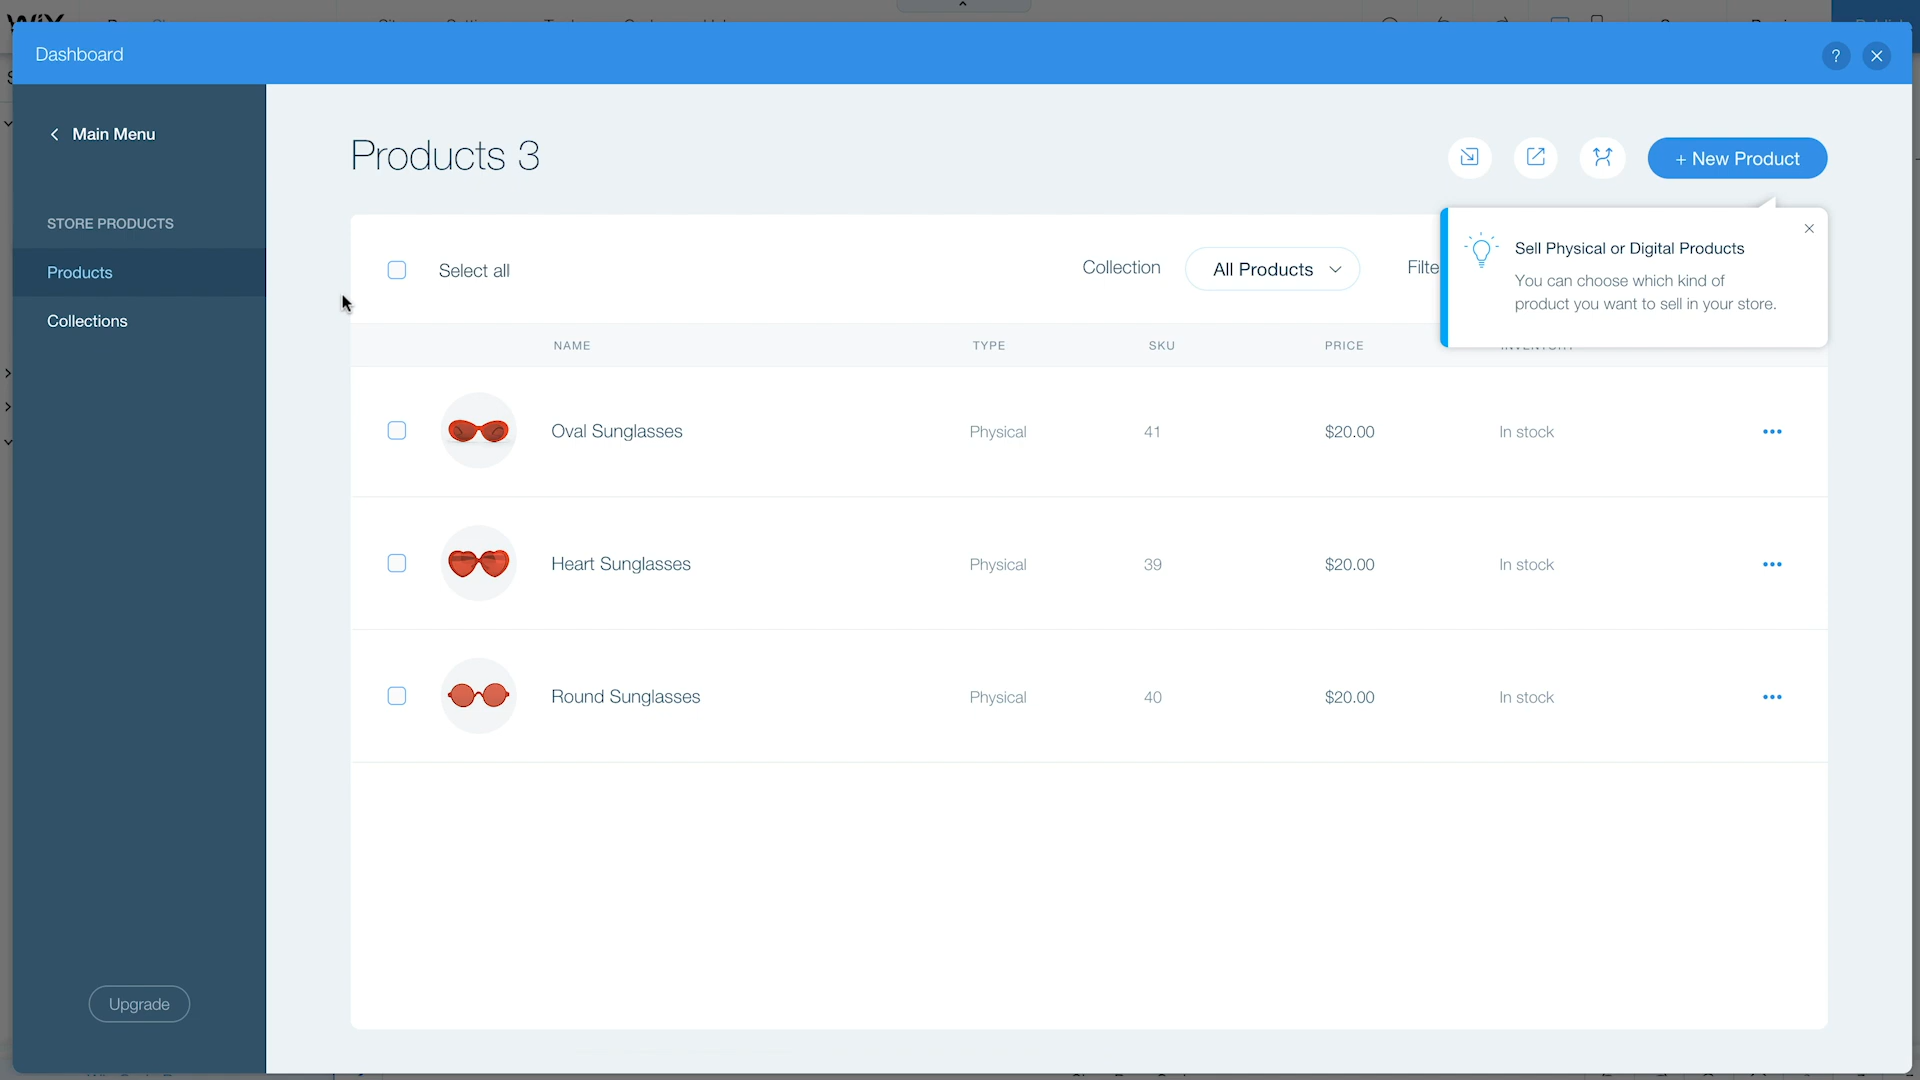 Dashboard
?
Main Menu
STORE PRODUCTS
Products
Collections
Upgrade
Products 3
+ New Product
Sell Physical or Digital Products
You can choose which kind of
product you want to sell in your store.
Select all
Collection
All Products
Filte
NAME
TYPE
SKU
PRICE
Oval Sunglasses
Physical
41
$20.00
In stock
Heart Sunglasses
Physical
39
$20.00
In stock
Round Sunglasses
Physical
40
$20.00
In stock